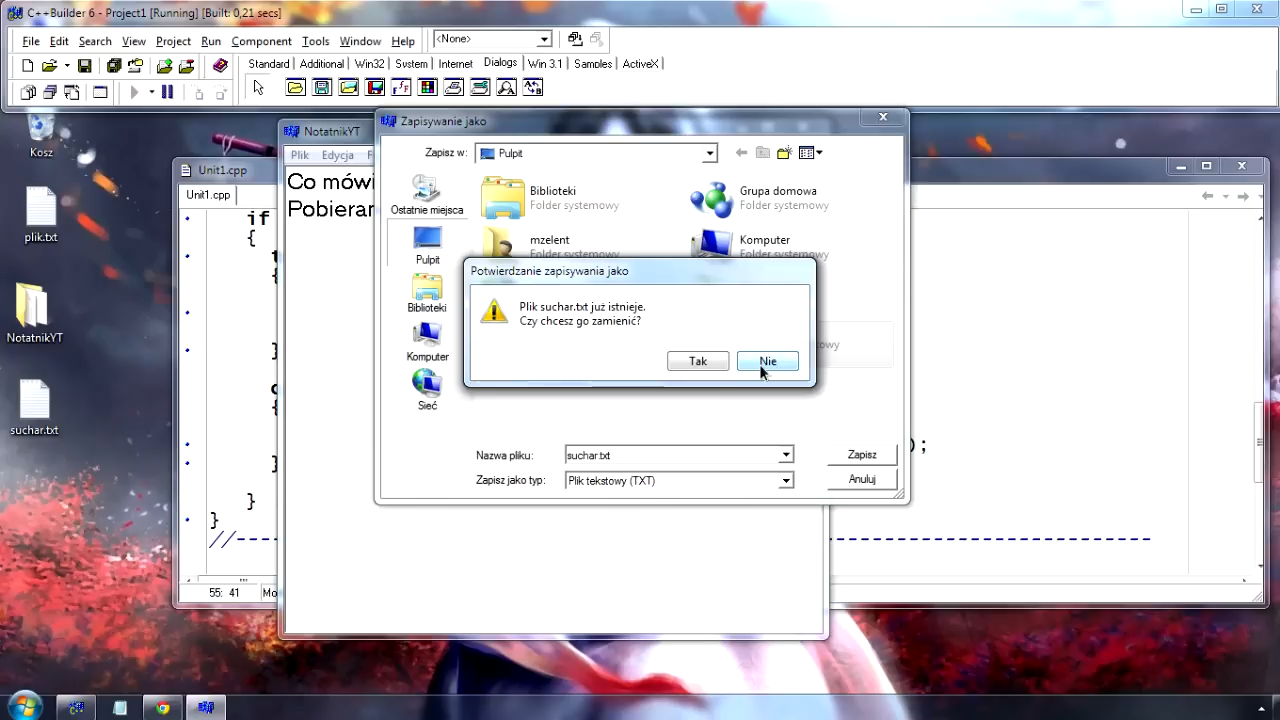 C++Builder 6 - Project1 [Running] [Built: 0,21 secs]
File Edit Search View Project Run Component Tools Window Help
<None>
Standard Additional Win32 System Internet Dialogs Win 3.1 Samples ActiveX
Kosz
plik.txt
NotatnikYT
suchar.txt
Unit1.cpp
Unit1.cpp
if
{
{
}
{
}
);
}
}
//------------------------------------------------
55: 41
NotatnikYT
Plik Edycja
Co mówi
Pobieran
Zapisywanie jako
Zapisz w:
Pulpit
Ostatnie miejsca
Pulpit
Biblioteki
Komputer
Sieć
Biblioteki
Folder systemowy
Grupa domowa
Folder systemowy
mzelent
Folder systemowy
Komputer
Folder systemowy
Nazwa pliku:
suchar.txt
Zapisz
Zapisz jako typ:
Plik tekstowy (TXT)
Anuluj
Potwierdzanie zapisywania jako
Plik suchar.txt już istnieje.
Czy chcesz go zamienić?
Tak
Nie